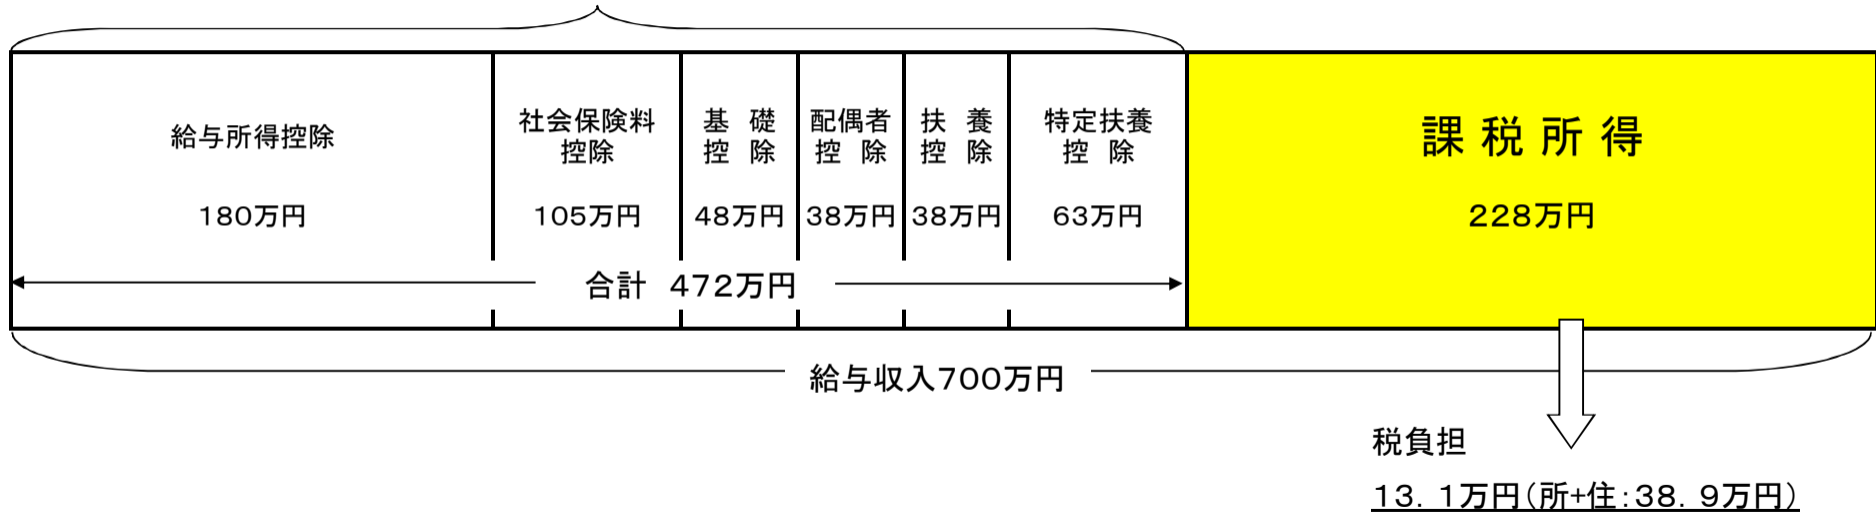 給与所得控除
180万円
社会保険料
控除
105万円
基 礎
控 除
48万円
配偶者
控 除
38万円
扶 養
控 除
38万円
特定扶養
控 除
63万円
課税所得
228万円
合計 472万円
給与収入700万円
税負担
13.1万円(所+住:38.9万円)